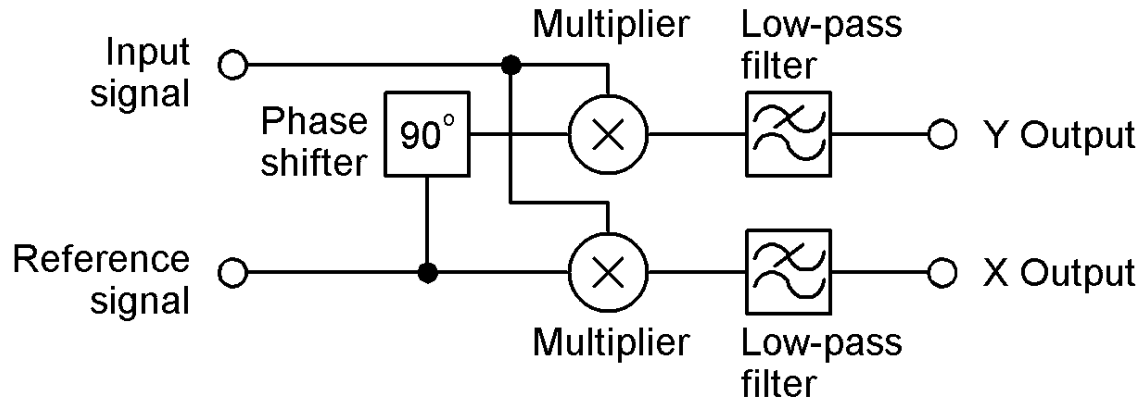 Multiplier
Low-pass
filter
Input
signal
Phase
shifter
90°
Y Output
Reference
signal
X Output
Multiplier
Low-pass
filter